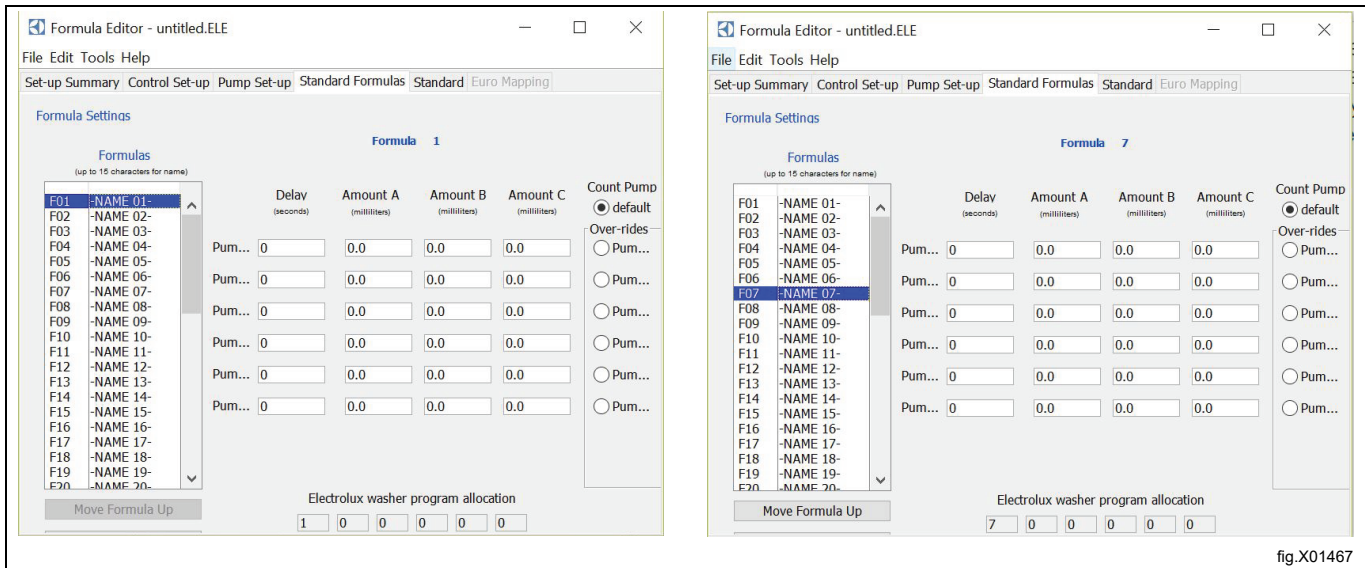 Formula Editor - untitled.ELE
File Edit Tools Help
Set-up Summary Control Set-up Pump Set-up Standard Formulas Standard Euro Mapping
Formula Settings
Formula 1
Formulas
(up to 15 characters for name)
Delay Amount A Amount B Amount C Count Pump
(seconds) (milliliters) (milliliters) (milliliters) default
Over-rides
F01 -NAME 01-
F02 -NAME 02-
F03 -NAME 03-
F04 -NAME 04-
F05 -NAME 05-
F06 -NAME 06-
F07 -NAME 07-
F08 -NAME 08-
F09 -NAME 09-
F10 -NAME 10-
F11 -NAME 11-
F12 -NAME 12-
F13 -NAME 13-
F14 -NAME 14-
F15 -NAME 15-
F16 -NAME 16-
F17 -NAME 17-
F18 -NAME 18-
F19 -NAME 19-
F20 -NAME 20-
Pum... 0 0.0 0.0 0.0 Pum...
Pum... 0 0.0 0.0 0.0 Pum...
Pum... 0 0.0 0.0 0.0 Pum...
Pum... 0 0.0 0.0 0.0 Pum...
Pum... 0 0.0 0.0 0.0 Pum...
Pum... 0 0.0 0.0 0.0 Pum...
Move Formula Up
Electrolux washer program allocation
1 0 0 0 0 0
Formula Editor - untitled.ELE
File Edit Tools Help
Set-up Summary Control Set-up Pump Set-up Standard Formulas Standard Euro Mapping
Formula Settings
Formula 7
Formulas
(up to 15 characters for name)
Delay Amount A Amount B Amount C Count Pump
(seconds) (milliliters) (milliliters) (milliliters) default
Over-rides
F01 -NAME 01-
F02 -NAME 02-
F03 -NAME 03-
F04 -NAME 04-
F05 -NAME 05-
F06 -NAME 06-
F07 -NAME 07-
F08 -NAME 08-
F09 -NAME 09-
F10 -NAME 10-
F11 -NAME 11-
F12 -NAME 12-
F13 -NAME 13-
F14 -NAME 14-
F15 -NAME 15-
F16 -NAME 16-
F17 -NAME 17-
F18 -NAME 18-
F19 -NAME 19-
F20 -NAME 20-
Pum... 0 0.0 0.0 0.0 Pum...
Pum... 0 0.0 0.0 0.0 Pum...
Pum... 0 0.0 0.0 0.0 Pum...
Pum... 0 0.0 0.0 0.0 Pum...
Pum... 0 0.0 0.0 0.0 Pum...
Pum... 0 0.0 0.0 0.0 Pum...
Move Formula Up
Electrolux washer program allocation
7 0 0 0 0 0
fig.X01467